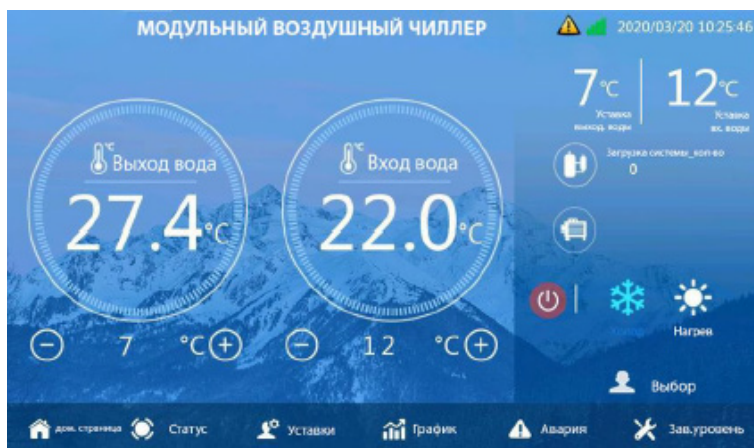 МОДУЛЬНЫЙ ВОЗДУШНЫЙ ЧИЛЛЕР
2020/03/20 10:25:46
7°C
12°C
Уставка
выход. воды
Уставка
вх. воды
Загрузка системы_кол-во
0
°C
Выход вода
27.4°C
°C
Вход вода
22.0°C
7 °C
12 °C
Холод
Нагрев
Выбор
дом. страница
Статус
Уставки
График
Авария
Зав.уровень